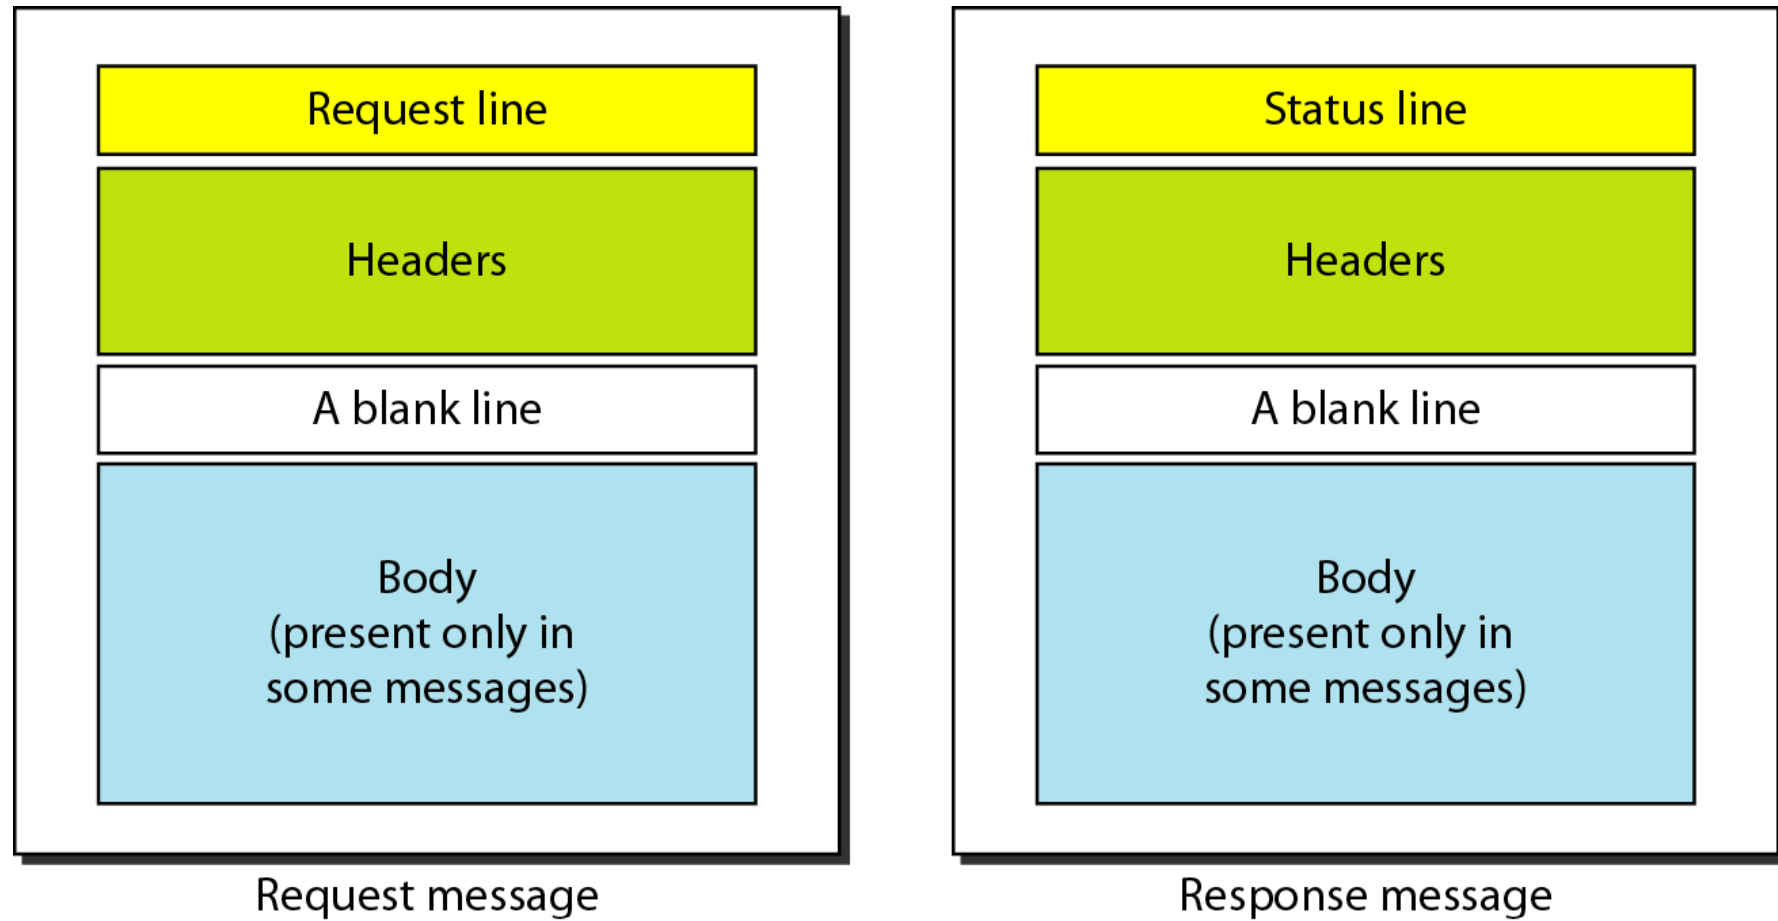 Request line
Headers
A blank line
Body
(present only in
some messages)
Request message
Status line
Headers
A blank line
Body
(present only in
some messages)
Response message